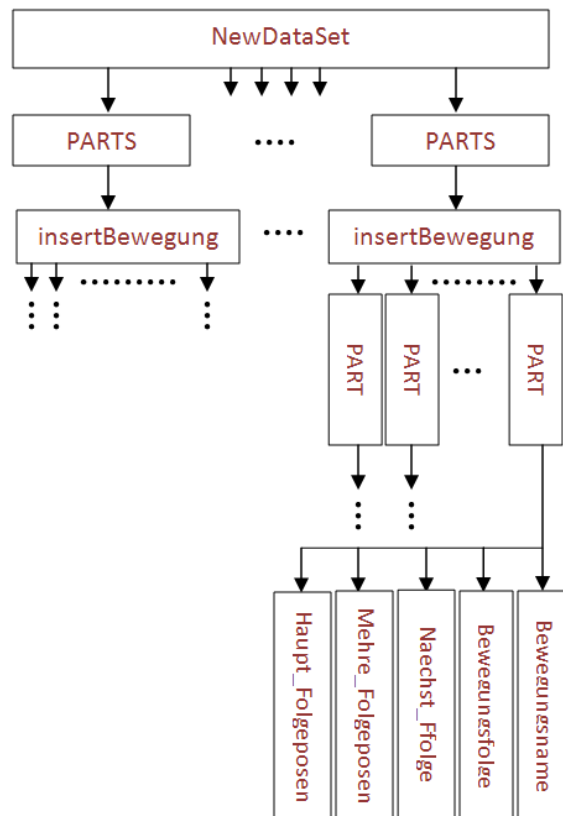 NewDataSet
PARTS
PARTS
insertBewegung
insertBewegung
PART
PART
PART
Haupt_Folgeposen
Mehre_Folgeposen
Naechst_Ffolge
Bewegungsfolge
Bewegungsname